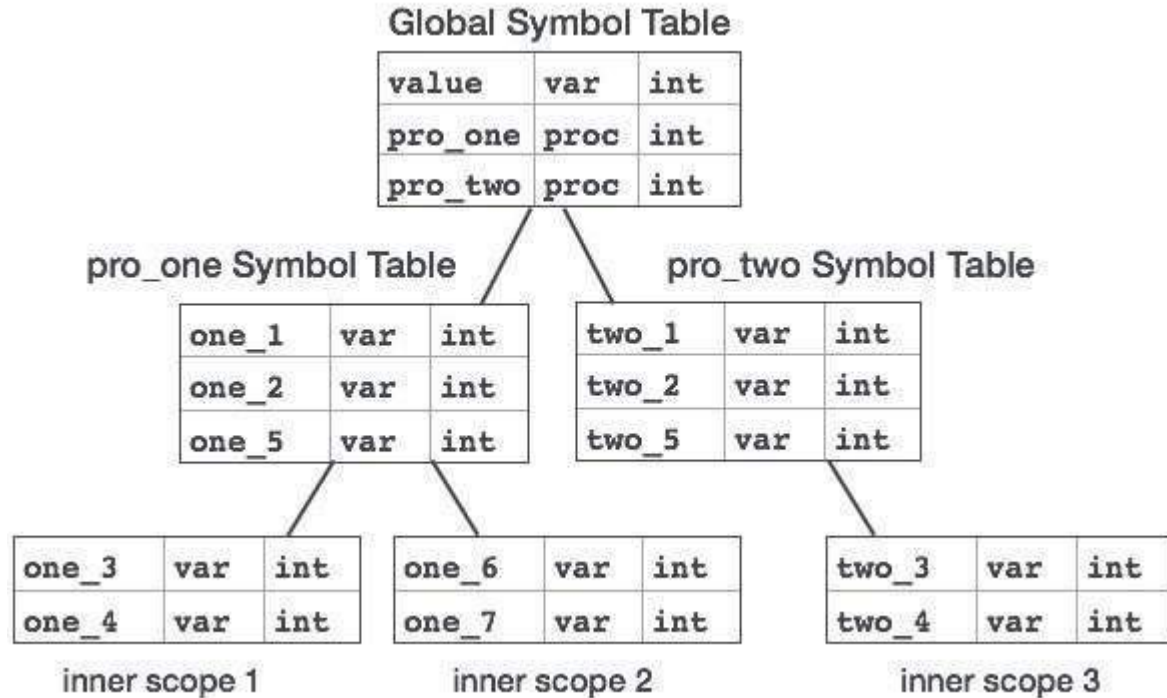 Global Symbol Table
value var int
pro_one proc int
pro_two proc int
pro_one Symbol Table
one_1 var int
one_2 var int
one_5 var int
pro_two Symbol Table
two_1 var int
two_2 var int
two_5 var int
one_3 var int
one_4 var int
inner scope 1
one_6 var int
one_7 var int
inner scope 2
two_3 var int
two_4 var int
inner scope 3